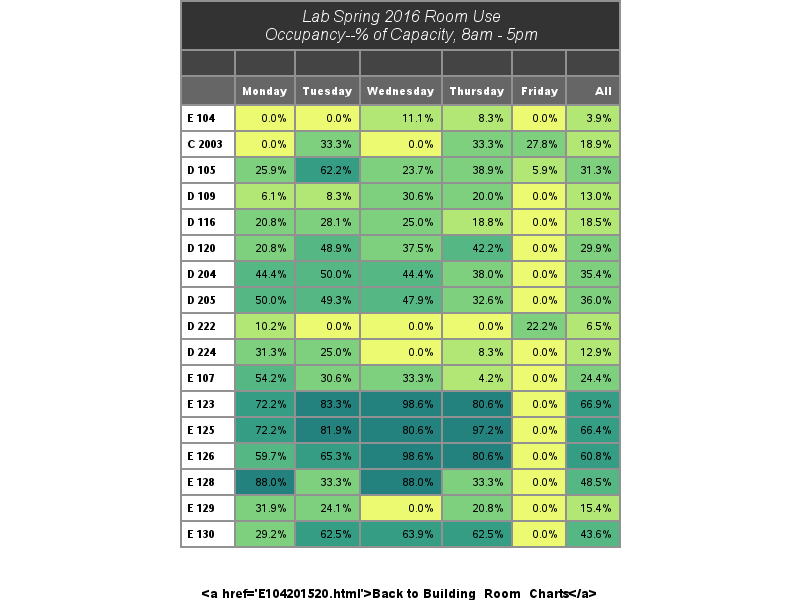 Lab Spring 2016 Room Use
Occupancy--% of Capacity, 8am - 5pm
Monday Tuesday Wednesday Thursday Friday All
E 104 0.0% 0.0% 11.1% 8.3% 0.0% 3.9%
C 2003 0.0% 33.3% 0.0% 33.3% 27.8% 18.9%
D 105 25.9% 62.2% 23.7% 38.9% 5.9% 31.3%
D 109 6.1% 8.3% 30.6% 20.0% 0.0% 13.0%
D 116 20.8% 28.1% 25.0% 18.8% 0.0% 18.5%
D 120 20.8% 48.9% 37.5% 42.2% 0.0% 29.9%
D 204 44.4% 50.0% 44.4% 38.0% 0.0% 35.4%
D 205 50.0% 49.3% 47.9% 32.6% 0.0% 36.0%
D 222 10.2% 0.0% 0.0% 0.0% 22.2% 6.5%
D 224 31.3% 25.0% 0.0% 8.3% 0.0% 12.9%
E 107 54.2% 30.6% 33.3% 4.2% 0.0% 24.4%
E 123 72.2% 83.3% 98.6% 80.6% 0.0% 66.9%
E 125 72.2% 81.9% 80.6% 97.2% 0.0% 66.4%
E 126 59.7% 65.3% 98.6% 80.6% 0.0% 60.8%
E 128 88.0% 33.3% 88.0% 33.3% 0.0% 48.5%
E 129 31.9% 24.1% 0.0% 20.8% 0.0% 15.4%
E 130 29.2% 62.5% 63.9% 62.5% 0.0% 43.6%
<a href='E104201520.html'>Back to Building_Room_Charts</a>